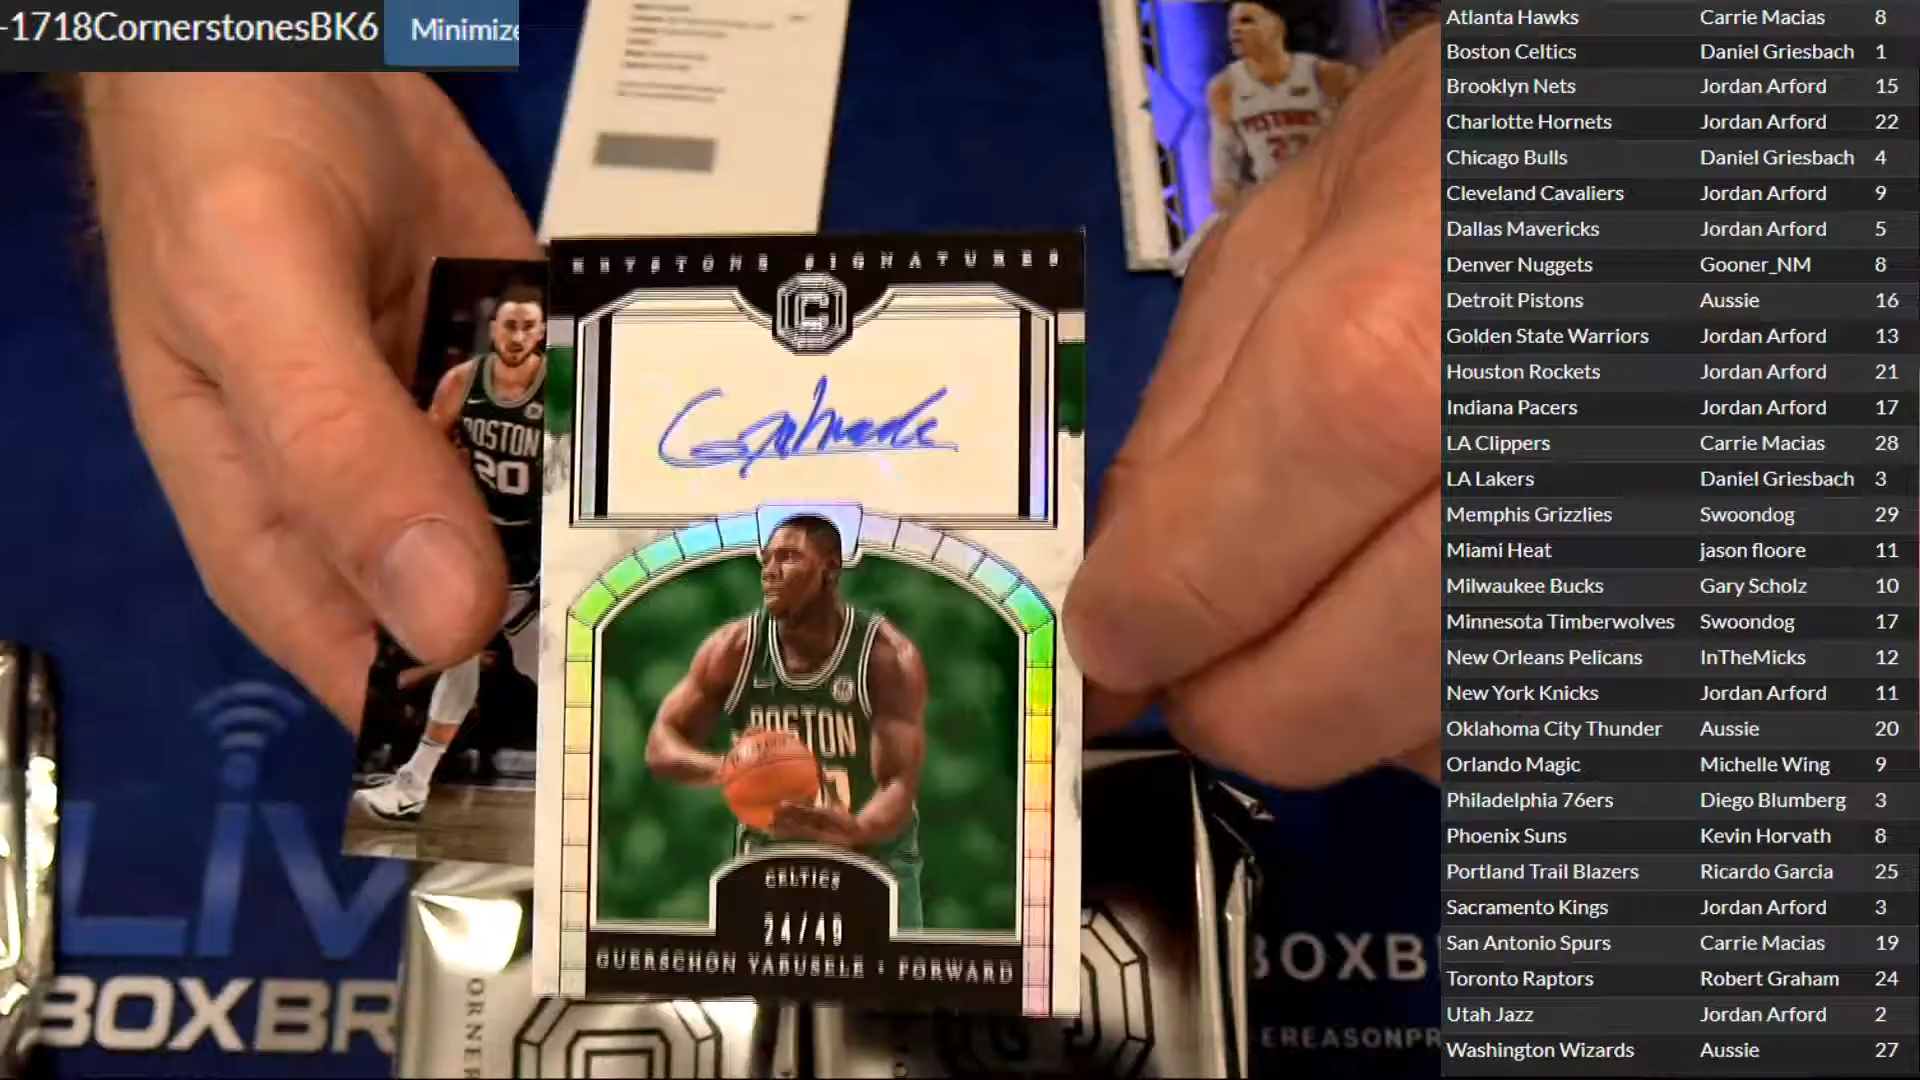 -1718CornerstonesBK6
Minimize
KEYSTONE SIGNATURES
C
BOSTON
20
PISTONS
BOSTON
CELTICS
24/49
GUERSCHON YABUSELE : FORWARD
LIV
BOXBR
BOXB
EREASONPR
ORNER
Atlanta Hawks Carrie Macias 8
Boston Celtics Daniel Griesbach 1
Brooklyn Nets Jordan Arford 15
Charlotte Hornets Jordan Arford 22
Chicago Bulls Daniel Griesbach 4
Cleveland Cavaliers Jordan Arford 9
Dallas Mavericks Jordan Arford 5
Denver Nuggets Gooner_NM 8
Detroit Pistons Aussie 16
Golden State Warriors Jordan Arford 13
Houston Rockets Jordan Arford 21
Indiana Pacers Jordan Arford 17
LA Clippers Carrie Macias 28
LA Lakers Daniel Griesbach 3
Memphis Grizzlies Swoondog 29
Miami Heat jason floore 11
Milwaukee Bucks Gary Scholz 10
Minnesota Timberwolves Swoondog 17
New Orleans Pelicans InTheMicks 12
New York Knicks Jordan Arford 11
Oklahoma City Thunder Aussie 20
Orlando Magic Michelle Wing 9
Philadelphia 76ers Diego Blumberg 3
Phoenix Suns Kevin Horvath 8
Portland Trail Blazers Ricardo Garcia 25
Sacramento Kings Jordan Arford 3
San Antonio Spurs Carrie Macias 19
Toronto Raptors Robert Graham 24
Utah Jazz Jordan Arford 2
Washington Wizards Aussie 27